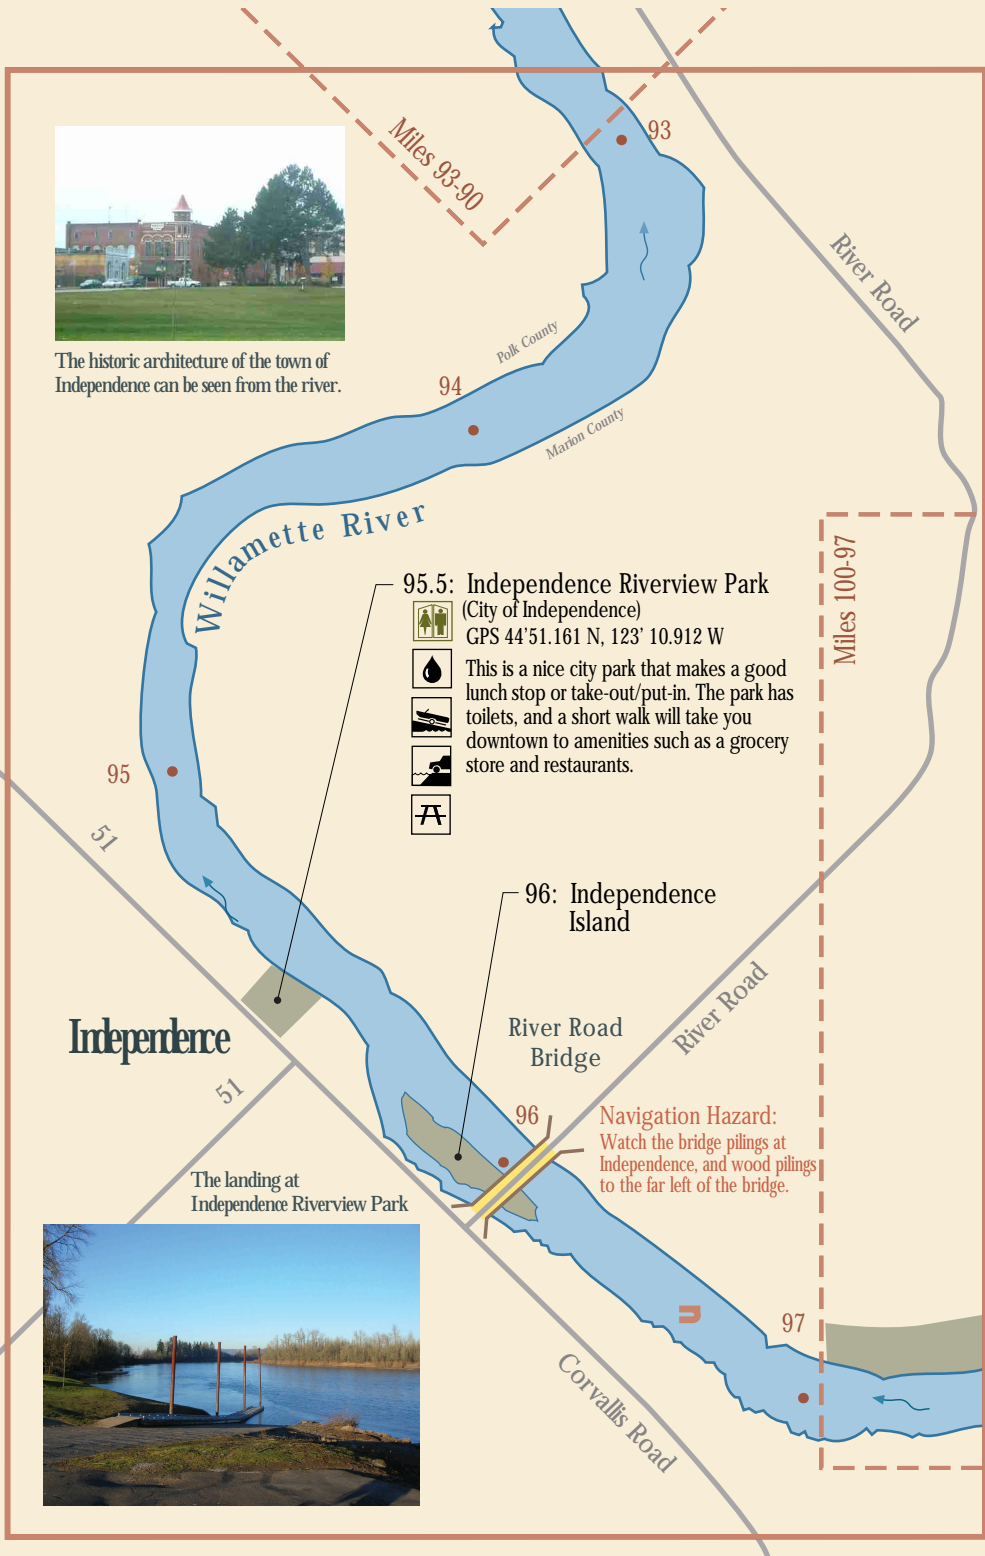 Miles 93-90
93
River Road
The historic architecture of the town of
Independence can be seen from the river.
Polk County
94
Marion County
Willamette River
Miles 100-97
95.5: Independence Riverview Park
(City of Independence)
GPS 44'51.161 N, 123' 10.912 W
This is a nice city park that makes a good
lunch stop or take-out/put-in. The park has
toilets, and a short walk will take you
downtown to amenities such as a grocery
store and restaurants.
95
51
96: Independence
Island
Independence
River Road
Bridge
River Road
51
96
Navigation Hazard:
Watch the bridge pilings at
Independence, and wood pilings
to the far left of the bridge.
The landing at
Independence Riverview Park
97
Corvallis Road